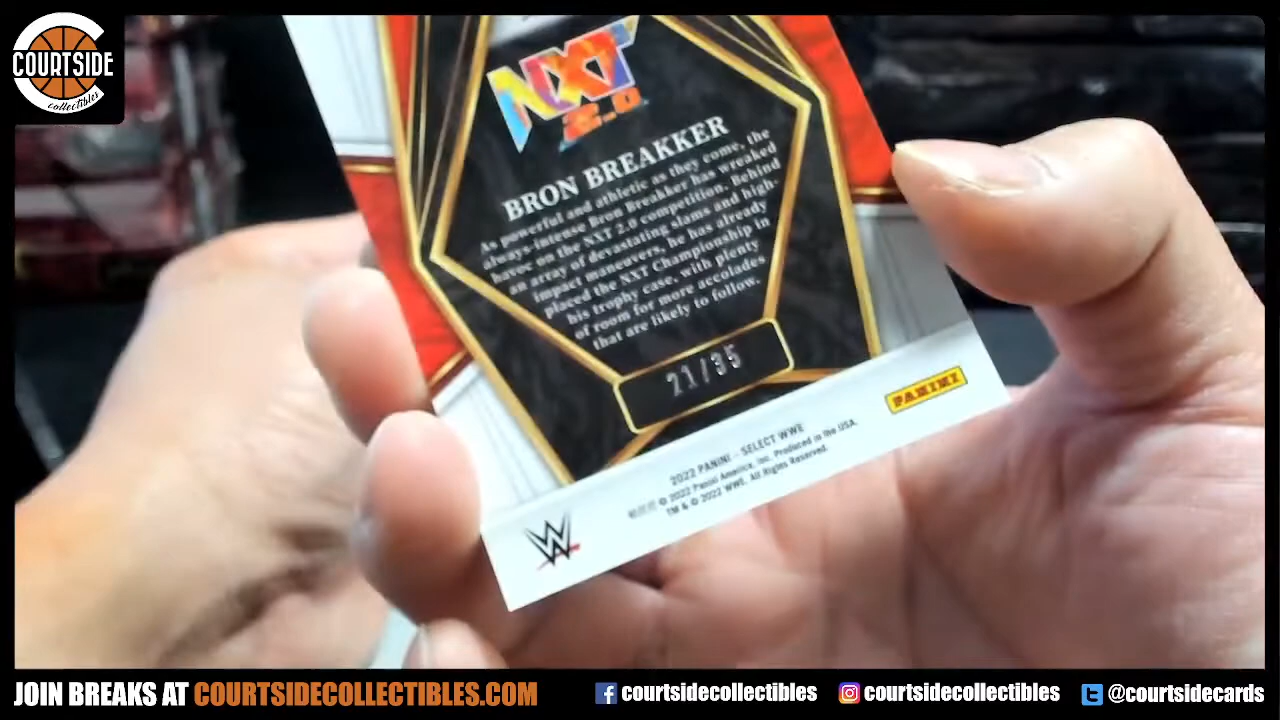 COURTSIDE
collectibles
NXT
2.0
BRON BREAKKER
As powerful and athletic as they come, the
always-intense Bron Breakker has wreaked
havoc on the NXT 2.0 competition. Behind
an array of devastating slams and high-
impact maneuvers, he has already
placed the NXT Championship in
his trophy case, with plenty
of room for more accolades
that are likely to follow.
21/35
PANINI
2022 PANINI - SELECT WWE
© 2022 Panini America, Inc. Produced in the USA.
TM & © 2022 WWE. All Rights Reserved.
W
JOIN BREAKS AT COURTSIDECOLLECTIBLES.COM
courtsidecollectibles
courtsidecollectibles
@courtsidecards